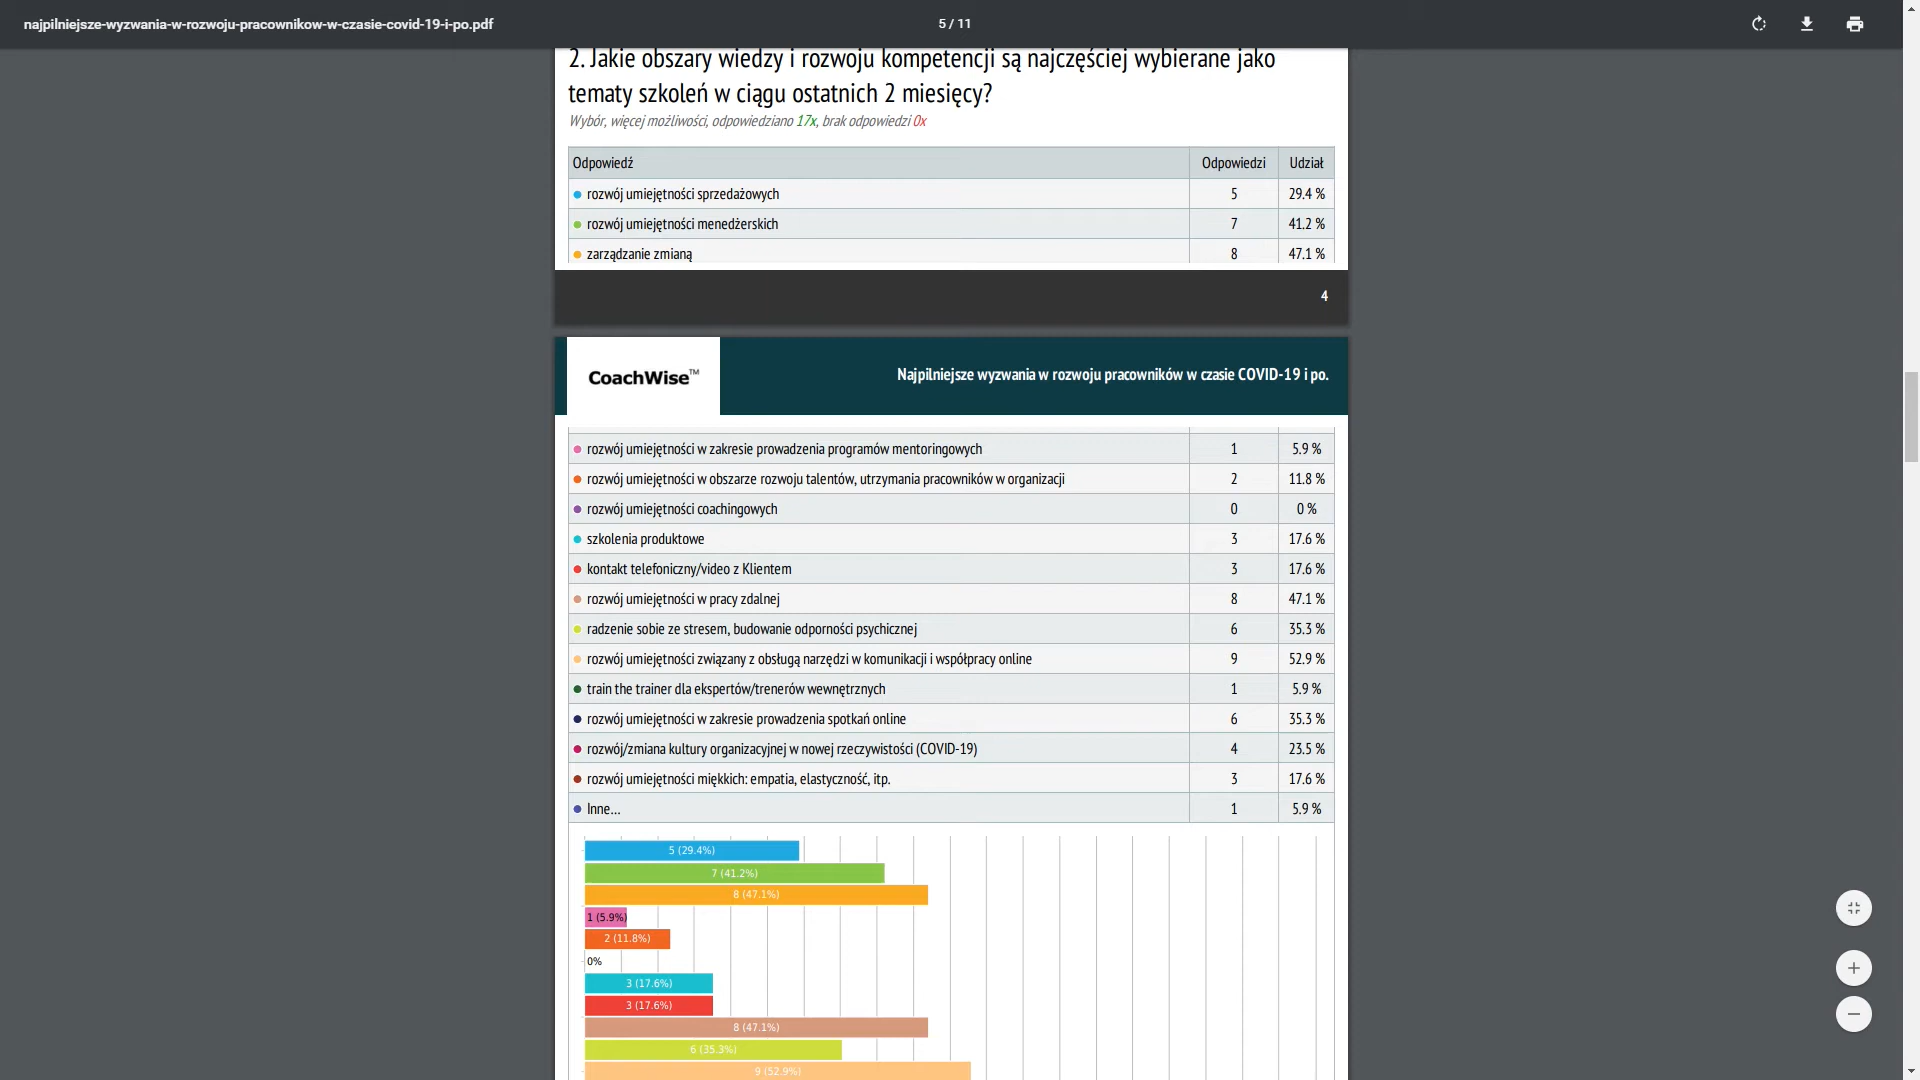 najpilniejsze-wyzwania-w-rozwoju-pracownikow-w-czasie-covid-19-i-po.pdf
5 / 11
2. Jakie obszary wiedzy i rozwoju kompetencji są najczęściej wybierane jako
tematy szkoleń w ciągu ostatnich 2 miesięcy?
Wybór, więcej możliwości, odpowiedziano 17x, brak odpowiedzi 0x
Odpowiedź Odpowiedzi Udział
rozwój umiejętności sprzedażowych 5 29.4 %
rozwój umiejętności menedżerskich 7 41.2 %
zarządzanie zmianą 8 47.1 %
4
CoachWise™
Najpilniejsze wyzwania w rozwoju pracowników w czasie COVID-19 i po.
rozwój umiejętności w zakresie prowadzenia programów mentoringowych 1 5.9 %
rozwój umiejętności w obszarze rozwoju talentów, utrzymania pracowników w organizacji 2 11.8 %
rozwój umiejętności coachingowych 0 0 %
szkolenia produktowe 3 17.6 %
kontakt telefoniczny/video z Klientem 3 17.6 %
rozwój umiejętności w pracy zdalnej 8 47.1 %
radzenie sobie ze stresem, budowanie odporności psychicznej 6 35.3 %
rozwój umiejętności związany z obsługą narzędzi w komunikacji i współpracy online 9 52.9 %
train the trainer dla ekspertów/trenerów wewnętrznych 1 5.9 %
rozwój umiejętności w zakresie prowadzenia spotkań online 6 35.3 %
rozwój/zmiana kultury organizacyjnej w nowej rzeczywistości (COVID-19) 4 23.5 %
rozwój umiejętności miękkich: empatia, elastyczność, itp. 3 17.6 %
Inne... 1 5.9 %
5 (29.4%)
7 (41.2%)
8 (47.1%)
1 (5.9%)
2 (11.8%)
0%
3 (17.6%)
3 (17.6%)
8 (47.1%)
6 (35.3%)
9 (52.9%)